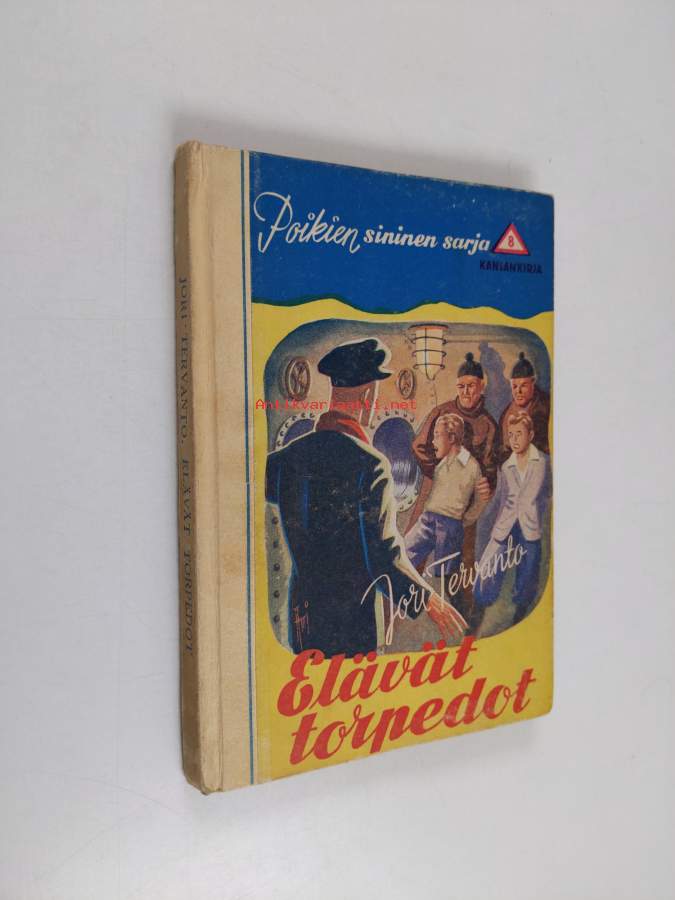 Poikien sininen sarja
8
KANSANKIRJA
Antikvariaatti.net
Jori Tervanto
Elävät
torpedot
JORI TERVANTO, ELÄVÄT TORPEDOT